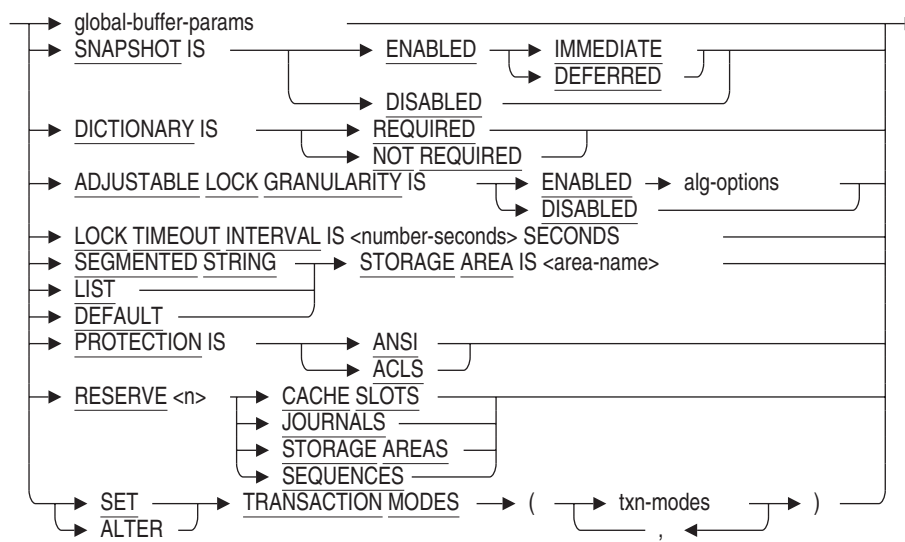 global-buffer-params
SNAPSHOT IS ENABLED IMMEDIATE
DEFERRED
DISABLED
DICTIONARY IS REQUIRED
NOT REQUIRED
ADJUSTABLE LOCK GRANULARITY IS ENABLED alg-options
DISABLED
LOCK TIMEOUT INTERVAL IS <number-seconds> SECONDS
SEGMENTED STRING STORAGE AREA IS <area-name>
LIST
DEFAULT
PROTECTION IS ANSI
ACLS
RESERVE <n> CACHE SLOTS
JOURNALS
STORAGE AREAS
SEQUENCES
SET TRANSACTION MODES ( txn-modes )
ALTER ,